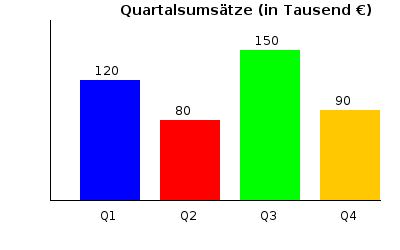 Quartalsumsätze (in Tausend €)
150
120
90
80
Q1 Q2 Q3 Q4